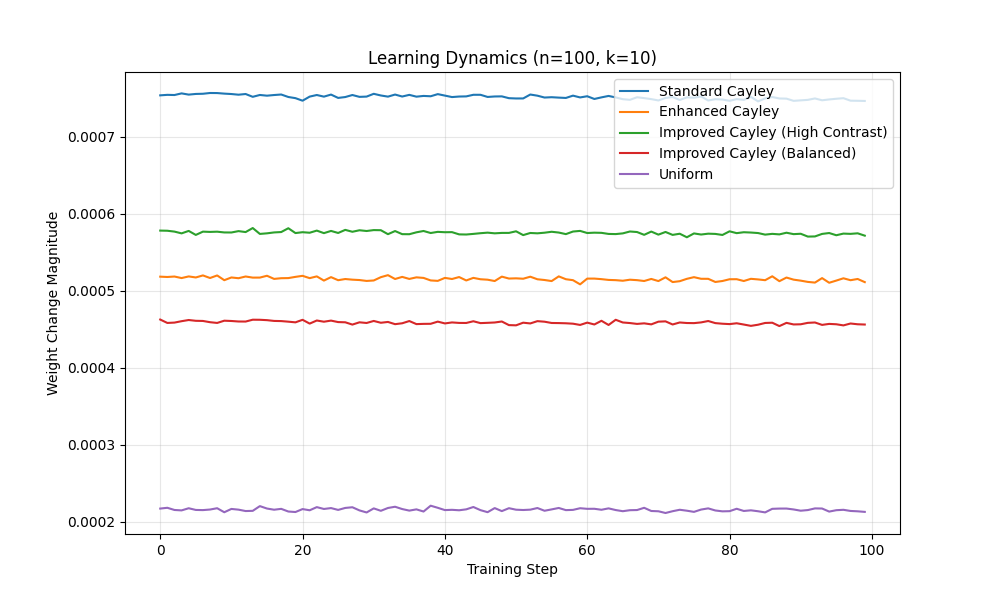 Learning Dynamics (n=100, k=10)
Standard Cayley
Enhanced Cayley
Improved Cayley (High Contrast)
Improved Cayley (Balanced)
Uniform
Weight Change Magnitude
0.0007
0.0006
0.0005
0.0004
0.0003
0.0002
0 20 40 60 80 100
Training Step